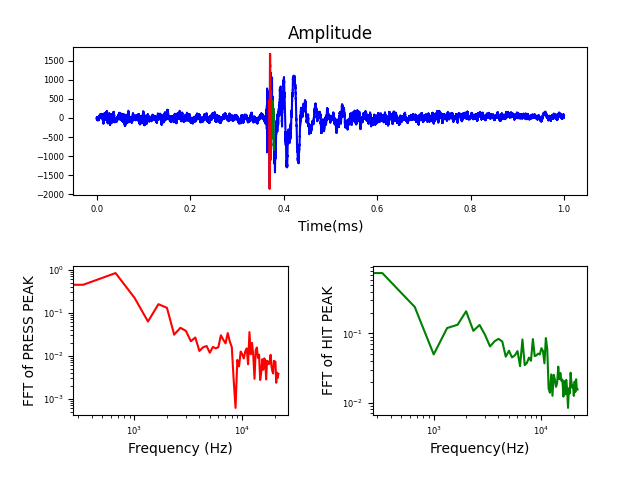 Amplitude
1500
1000
500
0
−500
−1000
−1500
−2000
0.0 0.2 0.4 0.6 0.8 1.0
Time(ms)
FFT of PRESS PEAK
10⁰
10⁻¹
10⁻²
10⁻³
10³ 10⁴
Frequency (Hz)
FFT of HIT PEAK
10⁻¹
10⁻²
10³ 10⁴
Frequency(Hz)